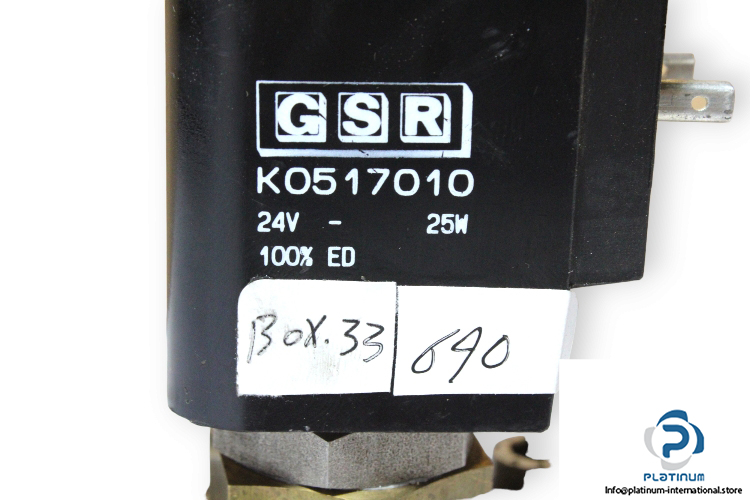 GSR
K0517010
24V - 25W
100% ED
BOX.33 690
PLATINUM
Info@platinum-international.store